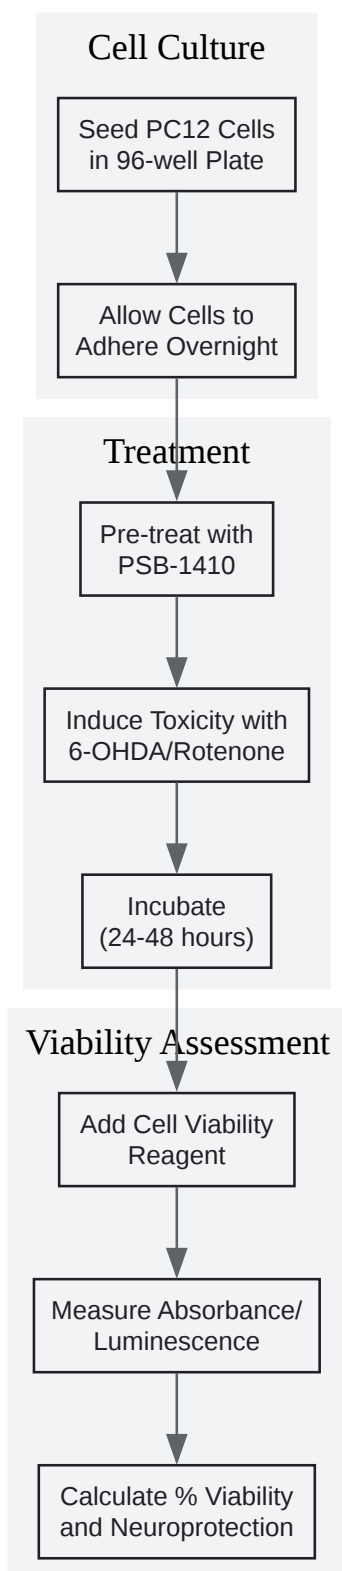 Cell Culture
Seed PC12 Cells
in 96-well Plate
Allow Cells to
Adhere Overnight
Treatment
Pre-treat with
PSB-1410
Induce Toxicity with
6-OHDA/Rotenone
Incubate
(24-48 hours)
Viability Assessment
Add Cell Viability
Reagent
Measure Absorbance/
Luminescence
Calculate % Viability
and Neuroprotection